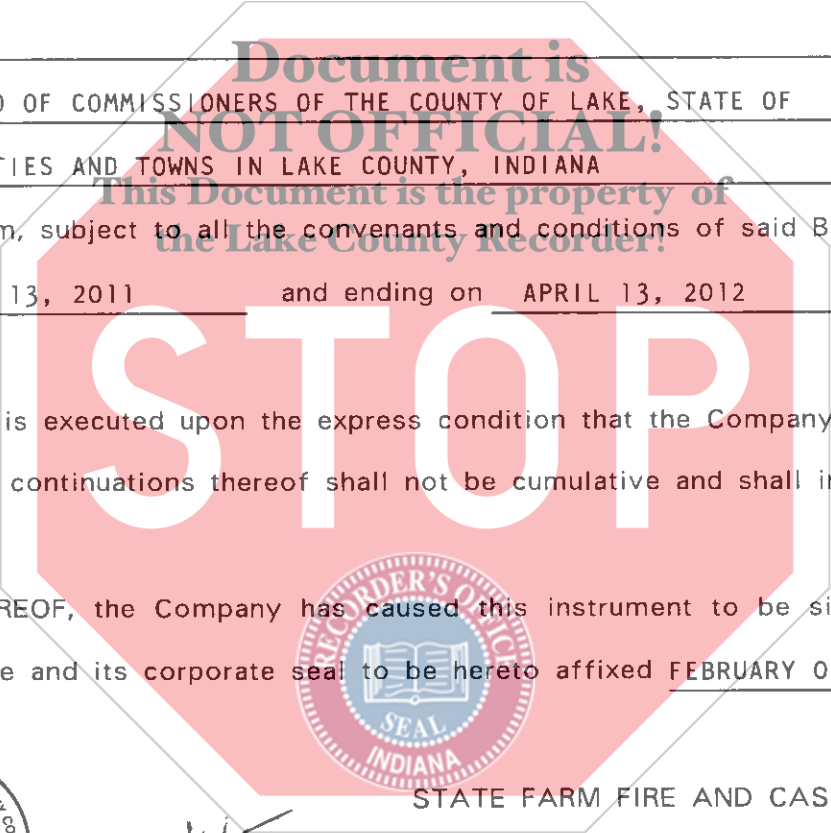 Document is
OF COMMISSIONERS OF THE COUNTY OF LAKE, STATE OF
NOT OFFICIAL!
TIES AND TOWNS IN LAKE COUNTY, INDIANA
This Document is the property of
m, subject to all the convenants and conditions of said B
the Lake County Recorder!
13, 2011 and ending on APRIL 13, 2012
STOP
is executed upon the express condition that the Company
continuations thereof shall not be cumulative and shall in
REOF, the Company has caused this instrument to be si
e and its corporate seal to be hereto affixed FEBRUARY 0
RECORDER'S OFFICE
SEAL
INDIANA
STATE FARM FIRE AND CAS